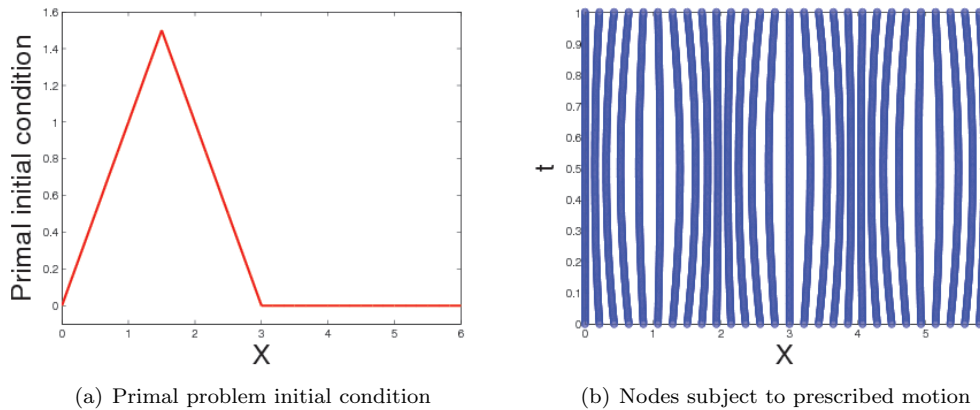 Primal initial condition
1.6
1.4
1.2
1
0.8
0.6
0.4
0.2
0
0 1 2 3 4 5 6
X
(a) Primal problem initial condition
t
1
0.9
0.8
0.7
0.6
0.5
0.4
0.3
0.2
0.1
0
0 1 2 3 4 5
X
(b) Nodes subject to prescribed motion